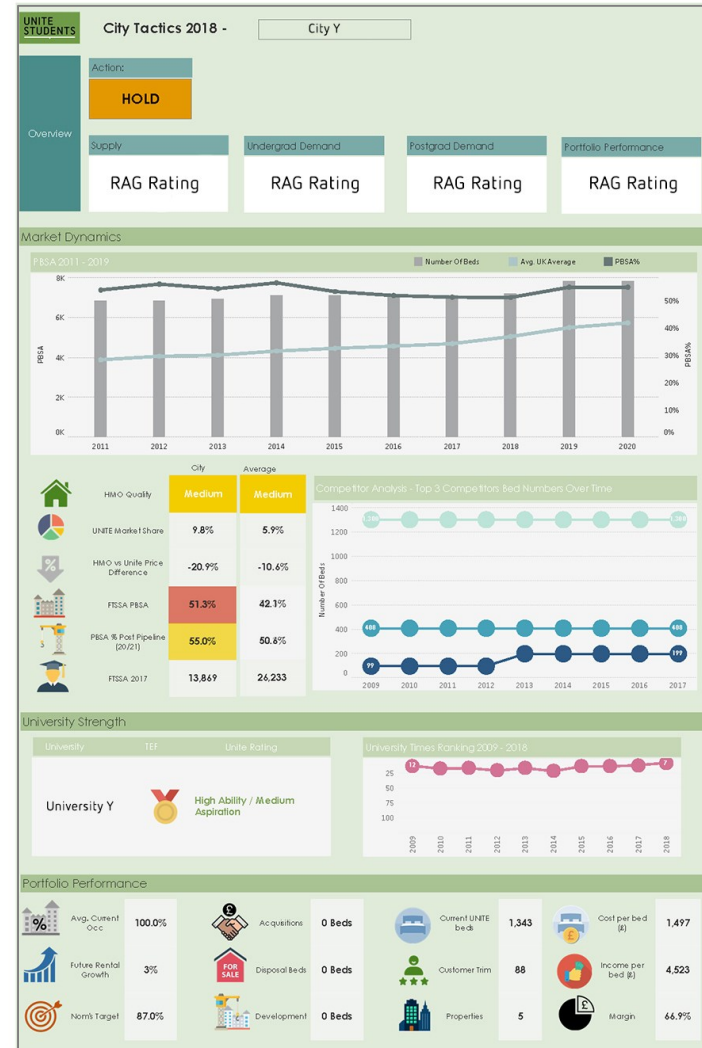 UNITE
STUDENTS
City Tactics 2018 -
City Y
Overview
Action:
HOLD
Supply
Undergrad Demand
Postgrad Demand
Portfolio Performance
RAG Rating
RAG Rating
RAG Rating
RAG Rating
Market Dynamics
PBSA 2011 - 2019
Number Of Beds
Avg. UK Average
PBSA%
8K
6K
4K
2K
0K
PBSA
50%
40%
30%
20%
10%
0%
PBSA%
2011 2012 2013 2014 2015 2016 2017 2018 2019 2020
City Average
HMO Quality Medium Medium
UNITE Market Share 9.8% 5.9%
HMO vs Unite Price
Difference -20.9% -10.6%
FTSSA PBSA 51.3% 42.1%
PBSA % Post Pipeline
(20/21) 55.0% 50.6%
FTSSA 2017 13,869 26,233
Competitor Analysis - Top 3 Competitors Bed Numbers Over Time
1400
1200
1000
800
600
400
200
0
Number Of Beds
408 408
99 199
2009 2010 2011 2012 2013 2014 2015 2016 2017
University Strength
University TEF Unite Rating
University Y
High Ability / Medium
Aspiration
University Times Ranking 2009 - 2018
12 7
25
50
75
100
2009 2010 2011 2012 2013 2014 2015 2016 2017 2018
Portfolio Performance
Avg. Current
Occ 100.0%
Acquisitions 0 Beds
Current UNITE
beds 1,343
Cost per bed
(£) 1,497
Future Rental
Growth 3%
FOR
SALE
Disposal Beds 0 Beds
Customer Trim 88
Income per
bed (£) 4,523
Nom's Target 87.0%
Development 0 Beds
Properties 5
Margin 66.9%